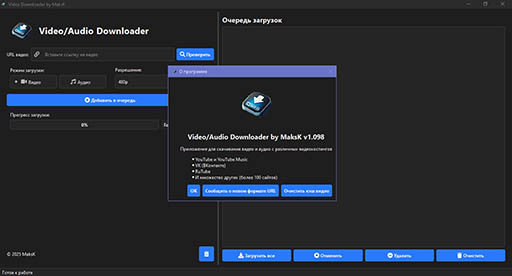 Video/Audio Downloader by MaksK
Video/Audio Downloader
URL видео:
Вставьте ссылку на видео
Проверить
Режим загрузки:
Разрешение:
Видео
Аудио
480p
Добавить в очередь
Прогресс загрузки:
0%
© 2025 MaksK
Готов к работе
Очередь загрузок
Загрузить все
Отменить
Удалить
Очистить
О программе
Video/Audio Downloader by MaksK v1.098
Приложение для скачивания видео и аудио с различных видеохостингов
YouTube и YouTube Music
VK (ВКонтакте)
RuTube
И множество других (более 100 сайтов)
OK
Сообщить о новом формате URL
Очистить кэш видео